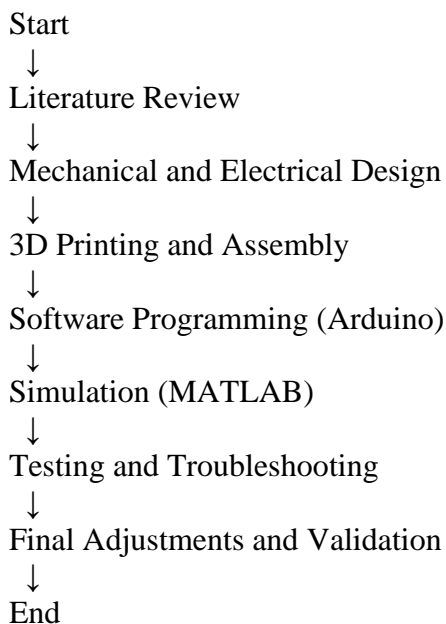 Start
↓
Literature Review
↓
Mechanical and Electrical Design
↓
3D Printing and Assembly
↓
Software Programming (Arduino)
↓
Simulation (MATLAB)
↓
Testing and Troubleshooting
↓
Final Adjustments and Validation
↓
End